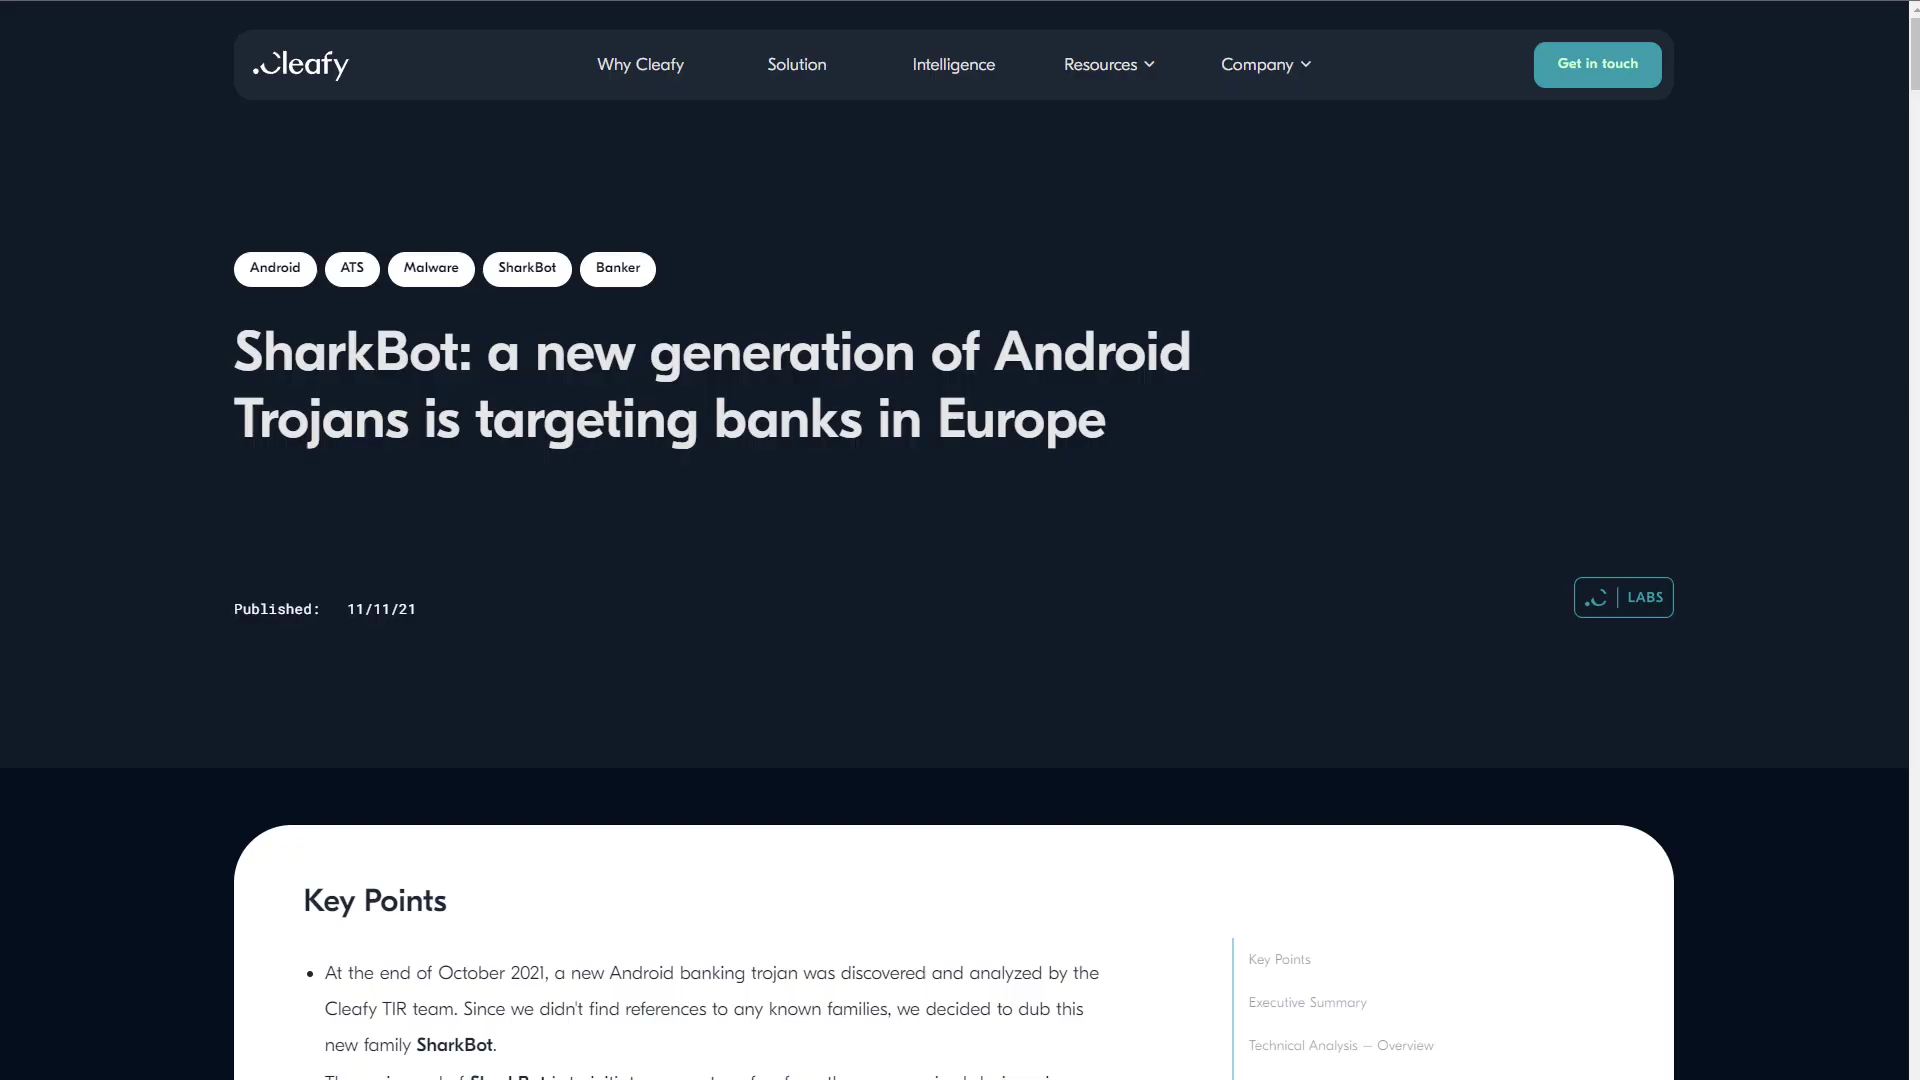 Cleafy
Why Cleafy
Solution
Intelligence
Resources
Company
Get in touch
Android
ATS
Malware
SharkBot
Banker
SharkBot: a new generation of Android
Trojans is targeting banks in Europe
Published: 11/11/21
LABS
Key Points
• At the end of October 2021, a new Android banking trojan was discovered and analyzed by the
Cleafy TIR team. Since we didn't find references to any known families, we decided to dub this
new family SharkBot.
Key Points
Executive Summary
Technical Analysis – Overview